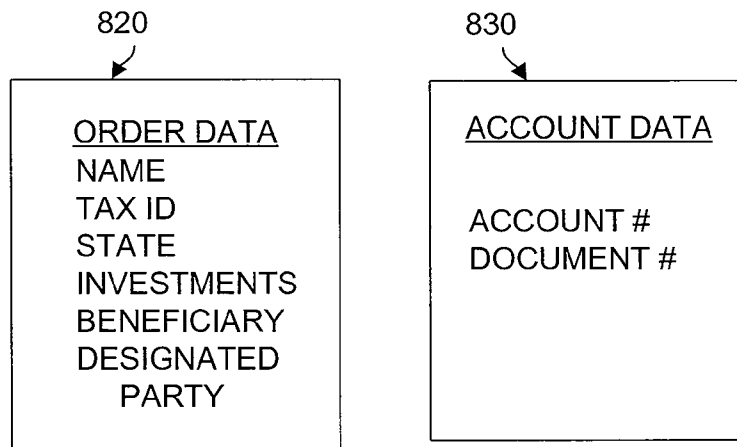 820
ORDER DATA
NAME
TAX ID
STATE
INVESTMENTS
BENEFICIARY
DESIGNATED
PARTY
830
ACCOUNT DATA
ACCOUNT #
DOCUMENT #